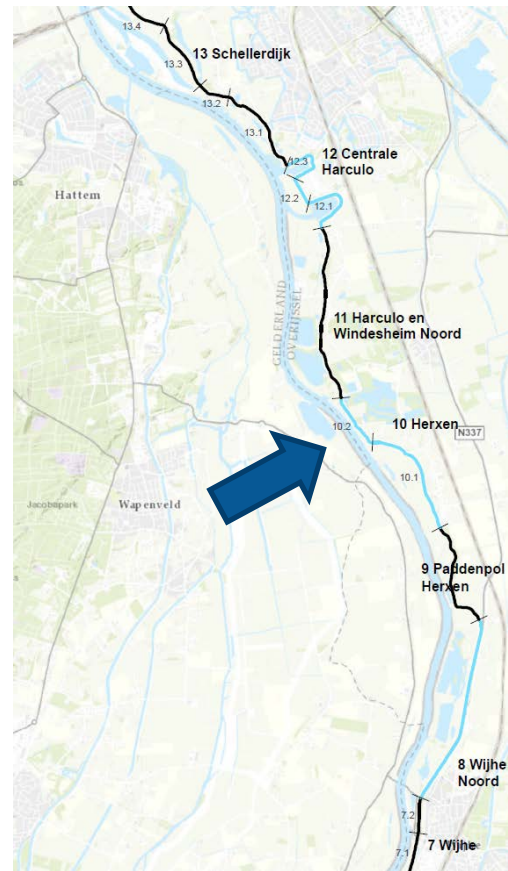 13.4
13 Schellerdijk
13.3
13.2
13.1
12 Centrale
Harculo
12.3
Hattem
12.2
12.1
GELDERLAND
OVERIJSSEL
11 Harculo en
Windesheim Noord
10.2
10 Herxen
N337
10.1
Jacobapark
Wapenveld
9 Paddenpol
Herxen
8 Wijhe
Noord
7.2
7 Wijhe
7.1